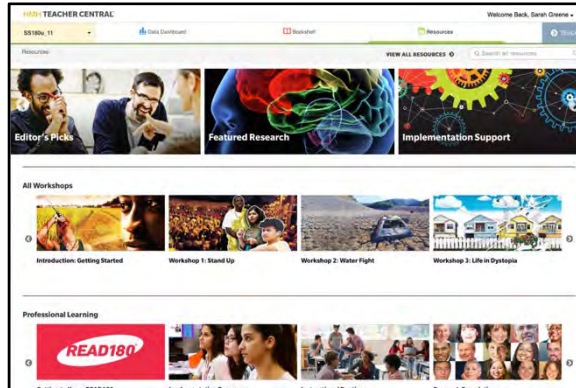 HMH TEACHER CENTRAL
Welcome Back, Sarah Greene
SS180u_11
Data Dashboard
Bookshelf
Resources
TEACH
Resources
VIEW ALL RESOURCES
Search all resources
Editor's Picks
Featured Research
Implementation Support
All Workshops
Introduction: Getting Started
Workshop 1: Stand Up
Workshop 2: Water Fight
Workshop 3: Life in Dystopia
Professional Learning
READ180